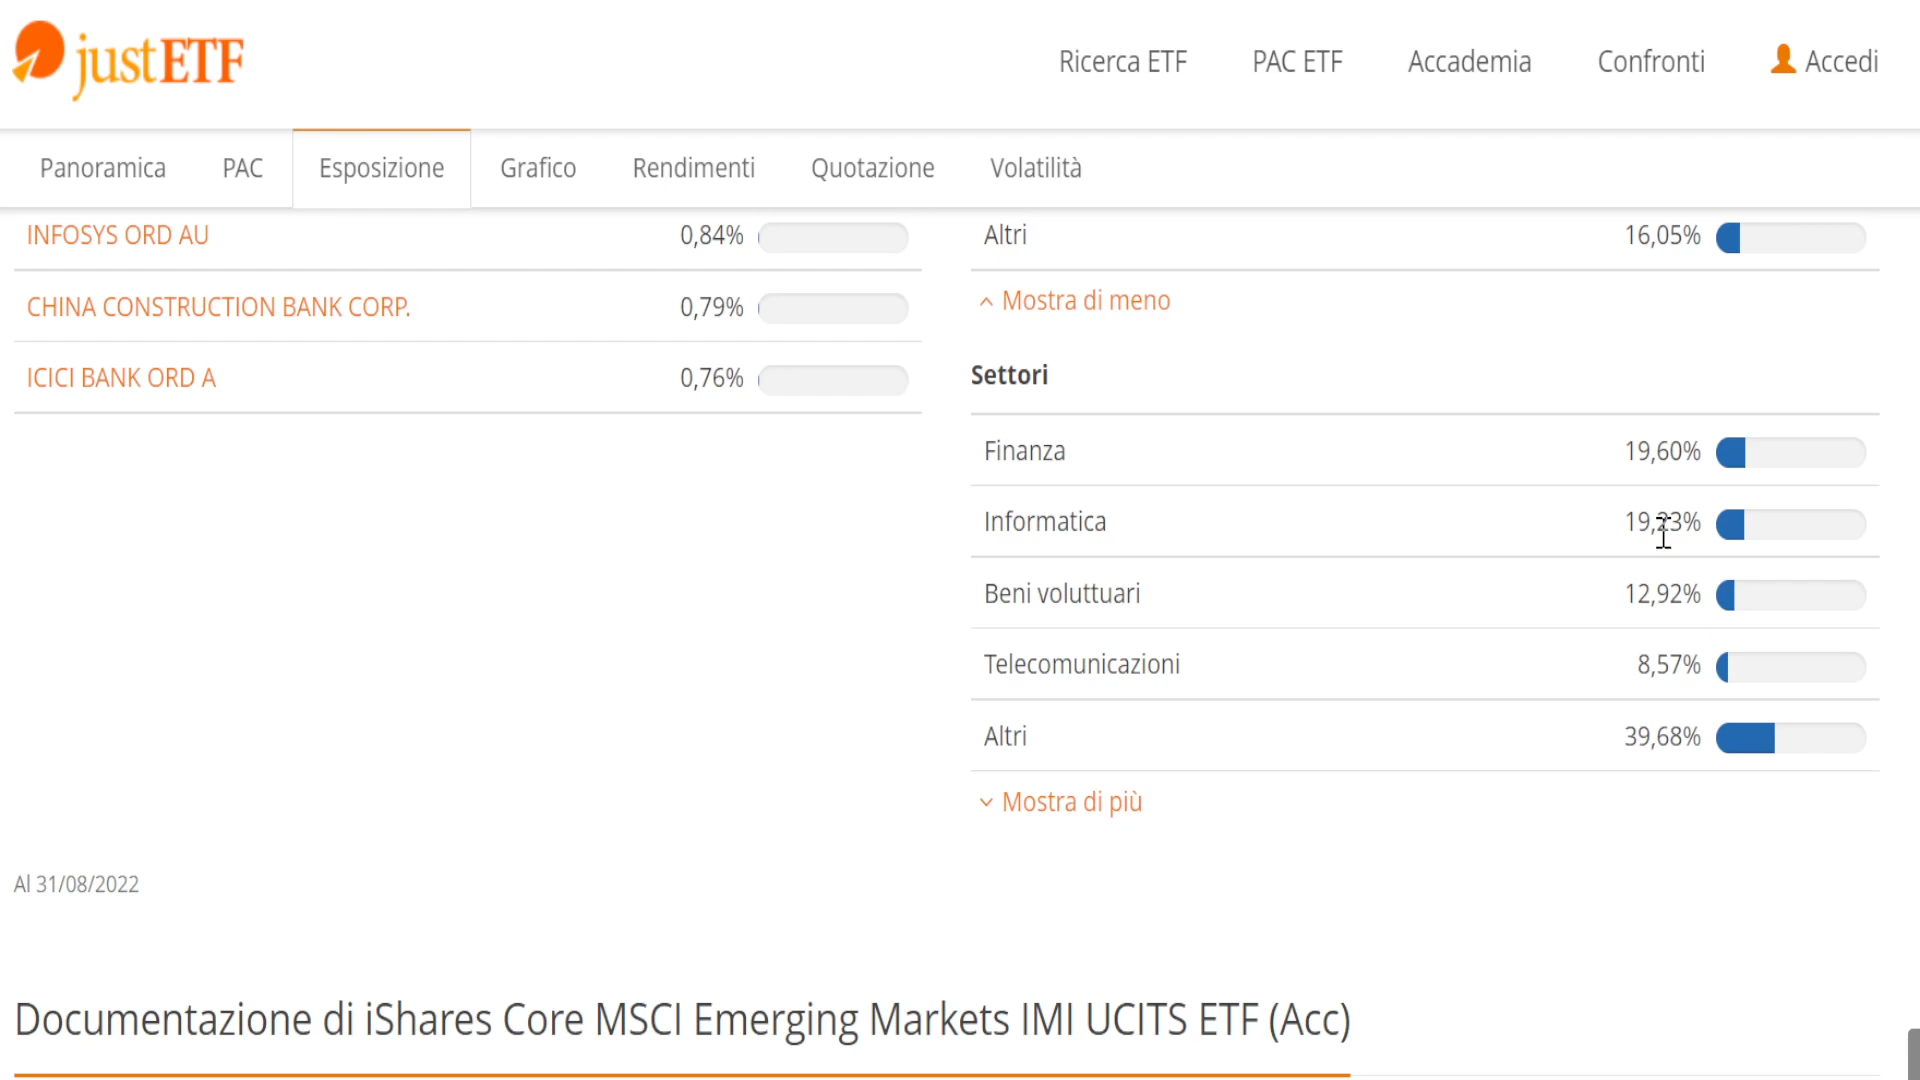 justETF
Ricerca ETF PAC ETF Accademia Confronti Accedi
Panoramica PAC Esposizione Grafico Rendimenti Quotazione Volatilità
INFOSYS ORD AU 0,84%
CHINA CONSTRUCTION BANK CORP. 0,79%
ICICI BANK ORD A 0,76%
Altri 16,05%
Mostra di meno
Settori
Finanza 19,60%
Informatica 19,23%
Beni voluttuari 12,92%
Telecomunicazioni 8,57%
Altri 39,68%
Mostra di più
Al 31/08/2022
Documentazione di iShares Core MSCI Emerging Markets IMI UCITS ETF (Acc)